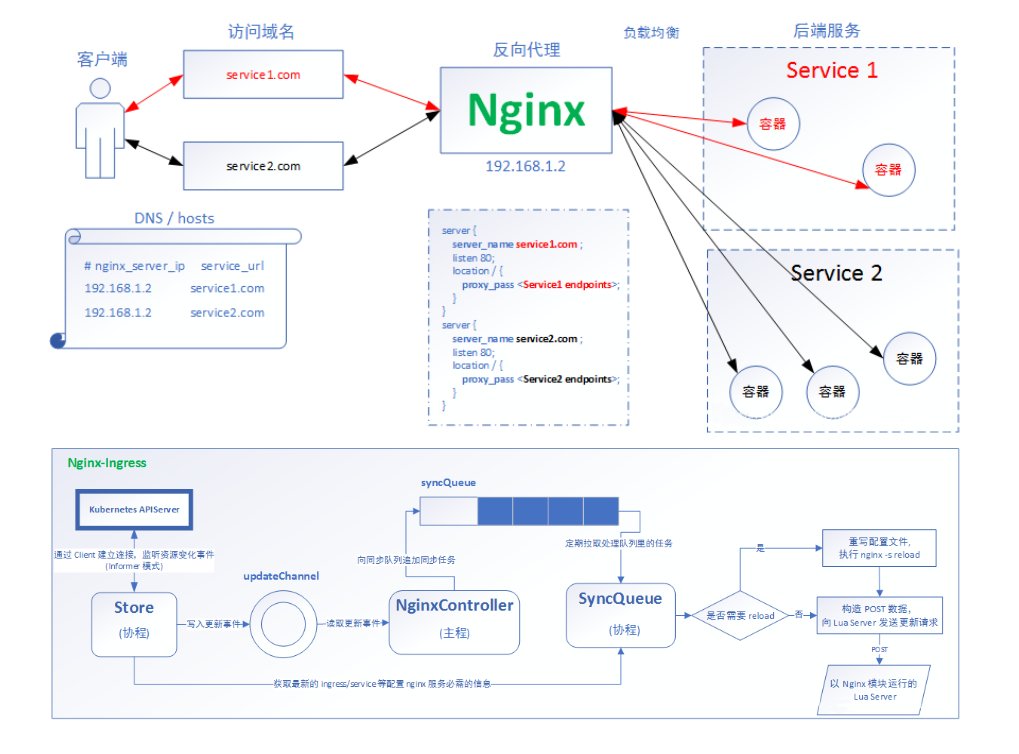 访问域名
反向代理
负载均衡
后端服务
客户端
service1.com
service2.com
Nginx
192.168.1.2
Service 1
容器
容器
DNS / hosts
# nginx_server_ip service_url
192.168.1.2 service1.com
192.168.1.2 service2.com
server {
server_name service1.com ;
listen 80;
location / {
proxy_pass <Service1 endpoints>;
}
}
server {
server_name service2.com ;
listen 80;
location / {
proxy_pass <Service2 endpoints>;
}
}
Service 2
容器
容器
容器
Nginx-Ingress
Kubernetes APIServer
通过 Client 建立连接，监听资源变化事件
(Informer 模式)
Store
(协程)
写入更新事件
updateChannel
读取更新事件
NginxController
(主程)
向同步队列追加同步任务
syncQueue
定期拉取处理队列里的任务
SyncQueue
(协程)
获取最新的 ingress/service 等配置 nginx 服务必需的信息
是否需要 reload
是
否
重写配置文件,
执行 nginx -s reload
构造 POST 数据,
向 Lua Server 发送更新请求
POST
以 Nginx 模块运行的
Lua Server